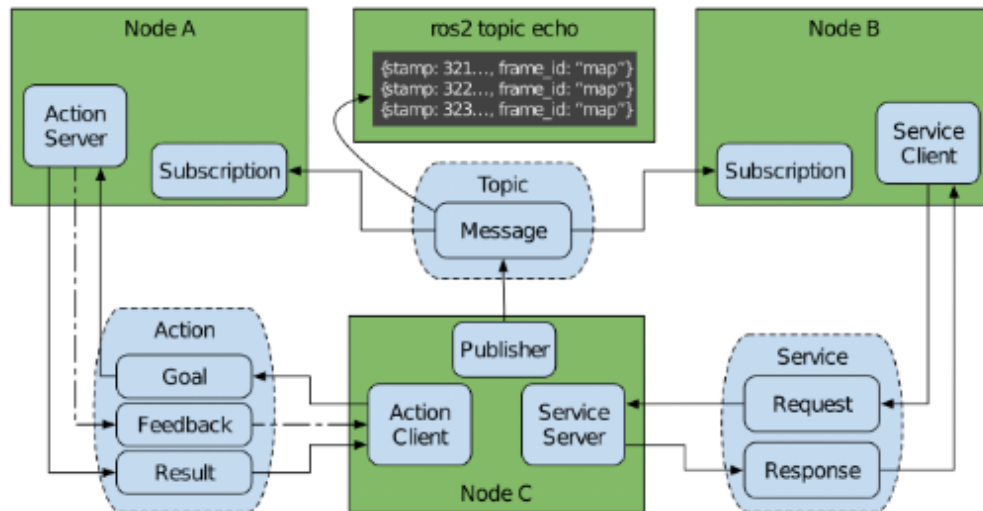 Node A
ros2 topic echo
Node B
{stamp: 321..., frame_id: “map”}
{stamp: 322..., frame_id: “map”}
{stamp: 323..., frame_id: “map”}
Action
Server
Subscription
Subscription
Service
Client
Topic
Message
Action
Goal
Feedback
Result
Publisher
Action
Client
Service
Server
Node C
Service
Request
Response